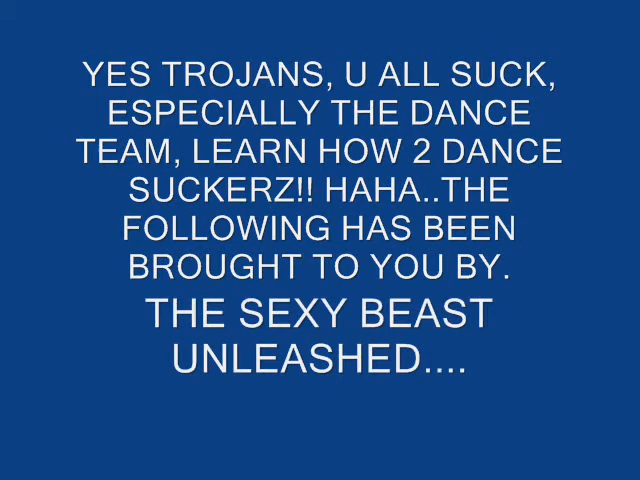 YES TROJANS, U ALL SUCK,
ESPECIALLY THE DANCE
TEAM, LEARN HOW 2 DANCE
SUCKERZ!! HAHA..THE
FOLLOWING HAS BEEN
BROUGHT TO YOU BY.
THE SEXY BEAST
UNLEASHED....